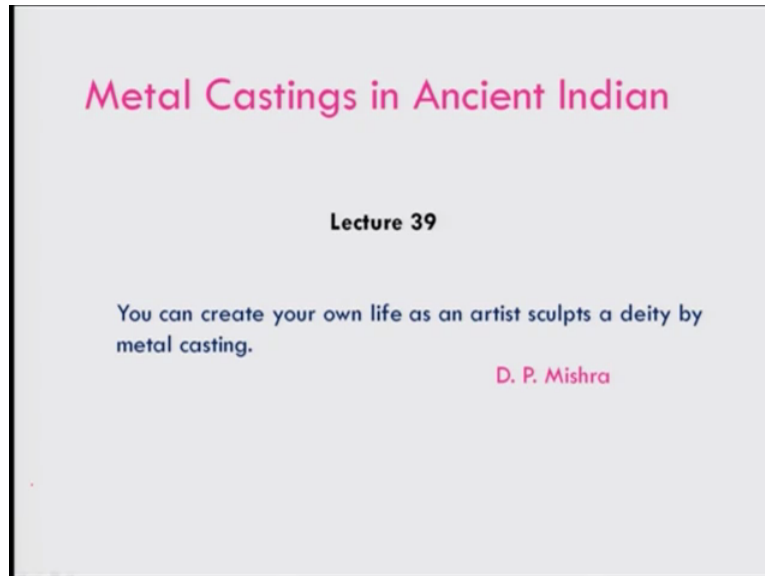 Metal Castings in Ancient Indian
Lecture 39
You can create your own life as an artist sculpts a deity by
metal casting.
D. P. Mishra